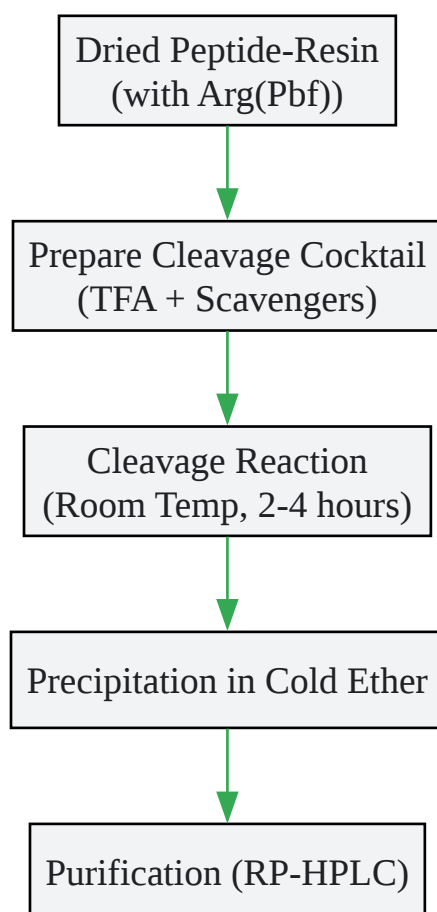 Dried Peptide-Resin
(with Arg(Pbf))
Prepare Cleavage Cocktail
(TFA + Scavengers)
Cleavage Reaction
(Room Temp, 2-4 hours)
Precipitation in Cold Ether
Purification (RP-HPLC)